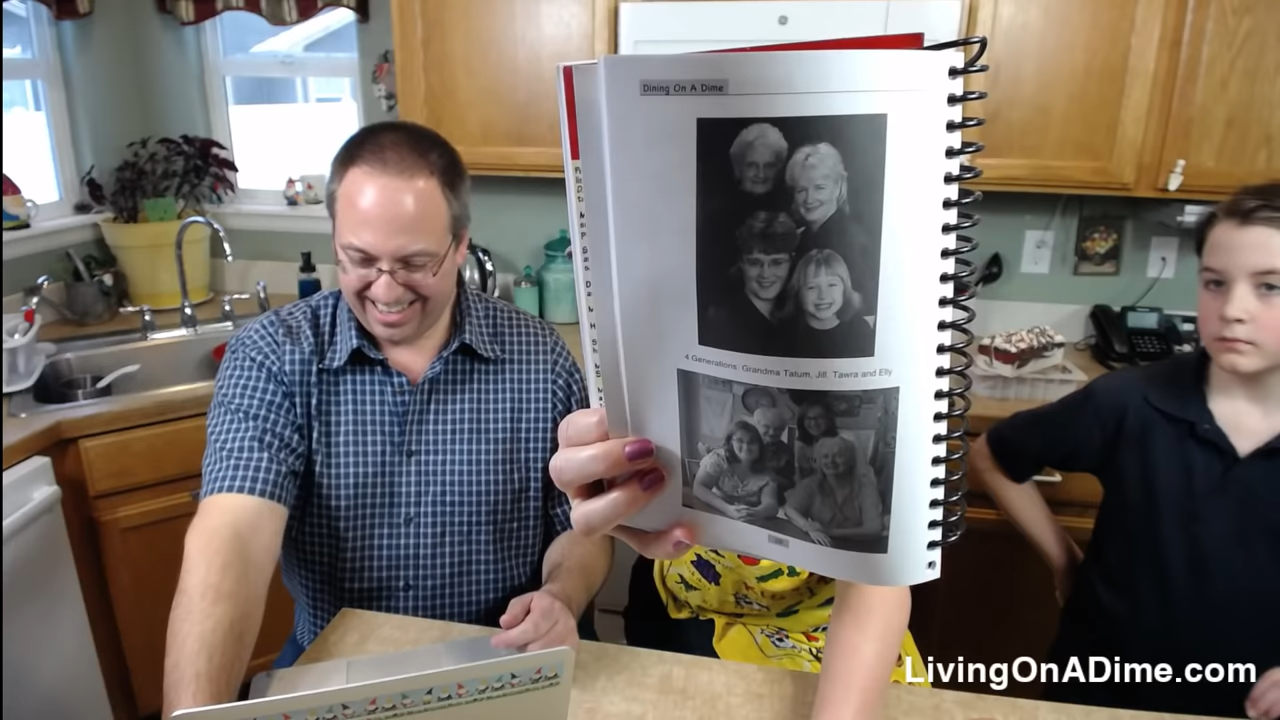 Dining On A Dime
4 Generations: Grandma Tatum, Jill, Tawra and Elly
LivingOnADime.com